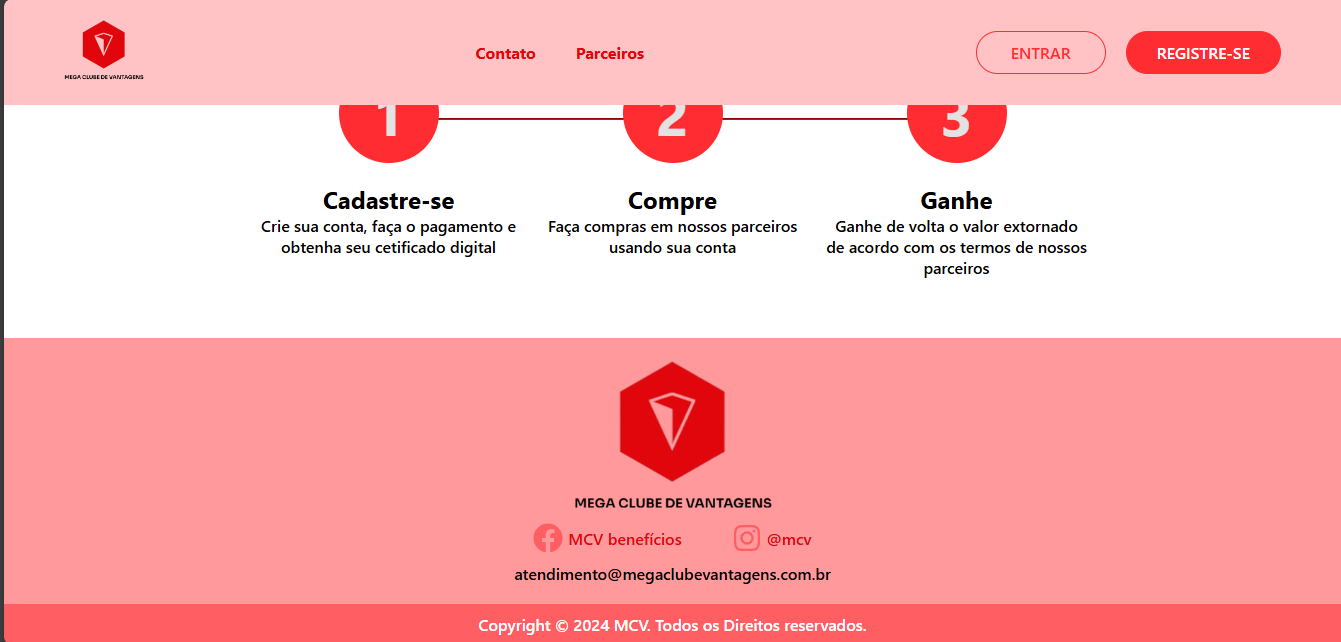 MEGA CLUBE DE VANTAGENS
Contato
Parceiros
ENTRAR
REGISTRE-SE
1
2
3
Cadastre-se
Crie sua conta, faça o pagamento e
obtenha seu cetificado digital
Compre
Faça compras em nossos parceiros
usando sua conta
Ganhe
Ganhe de volta o valor extornado
de acordo com os termos de nossos
parceiros
MEGA CLUBE DE VANTAGENS
MCV benefícios
@mcv
atendimento@megaclubevantagens.com.br
Copyright © 2024 MCV. Todos os Direitos reservados.